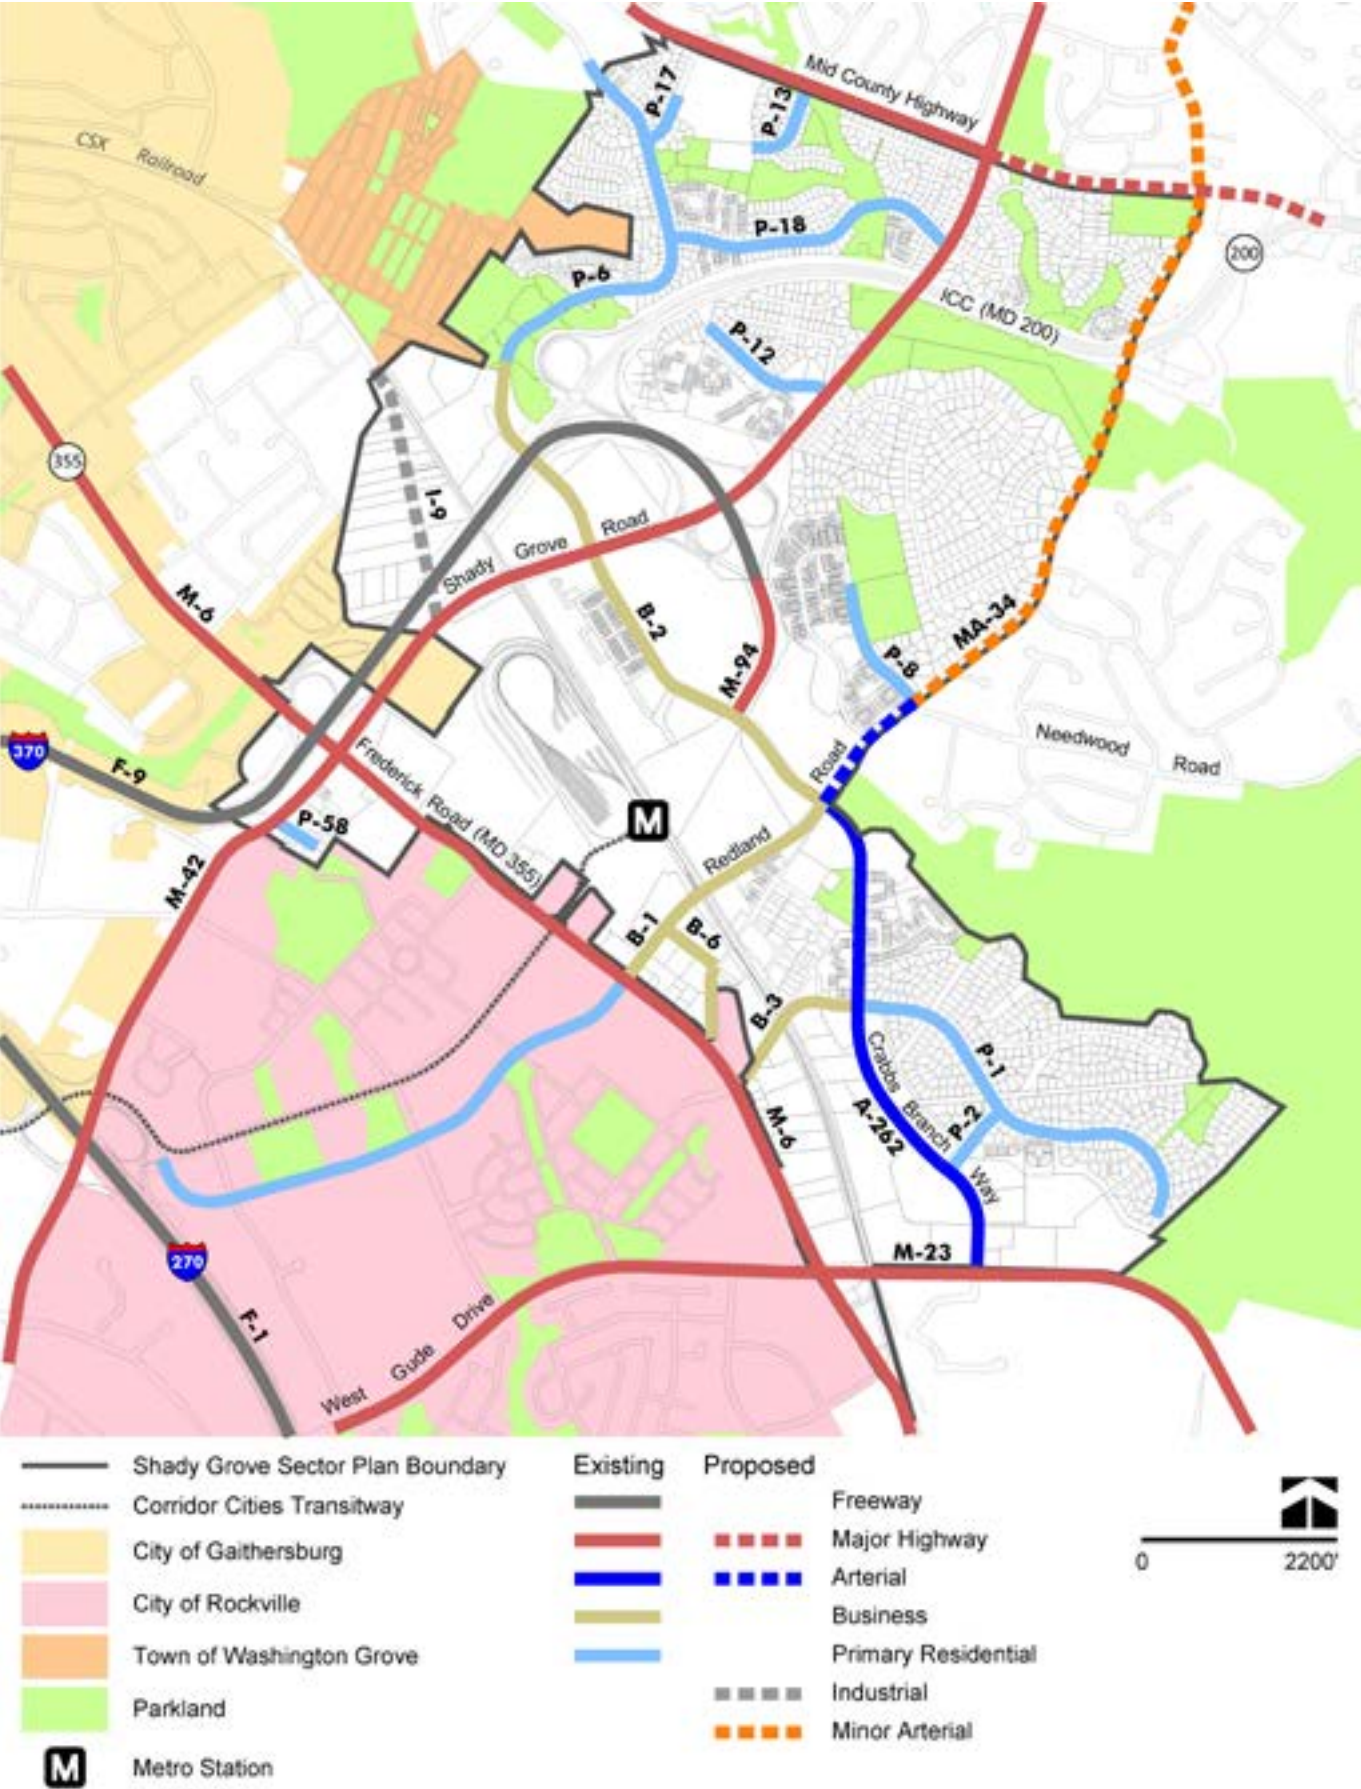 Mid County Highway
P-17
P-13
CSX Railroad
P-18
200
P-6
ICC (MD 200)
P-12
355
I-9
Shady Grove Road
M-6
B-2
MA-34
M-94
P-8
Needwood Road
370
F-9
Frederick Road (MD 355)
Road
P-58
M
Redland
M-42
B-1
B-6
B-3
Crabbs Branch Way
P-1
A-262
P-2
M-6
M-23
270
F-1
West Gude Drive
Shady Grove Sector Plan Boundary
Corridor Cities Transitway
City of Gaithersburg
City of Rockville
Town of Washington Grove
Parkland
M Metro Station
Existing Proposed
Freeway
Major Highway
Arterial
Business
Primary Residential
Industrial
Minor Arterial
0 2200'